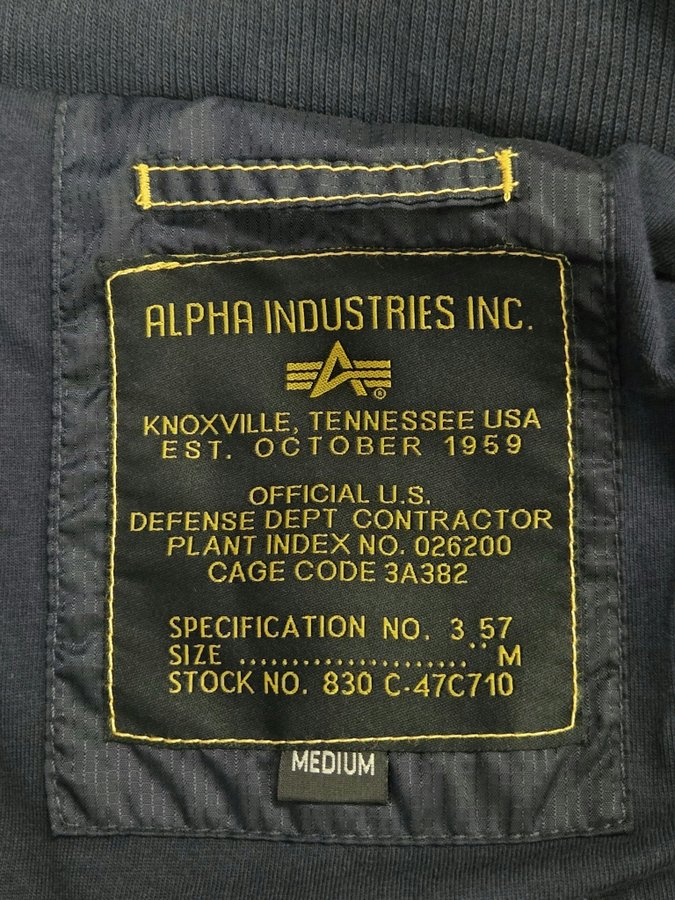 ALPHA INDUSTRIES INC.
®
KNOXVILLE, TENNESSEE USA
EST. OCTOBER 1959
OFFICIAL U.S.
DEFENSE DEPT CONTRACTOR
PLANT INDEX NO. 026200
CAGE CODE 3A382
SPECIFICATION NO. 3 57
SIZE ...................... M
STOCK NO. 830 C-47C710
MEDIUM